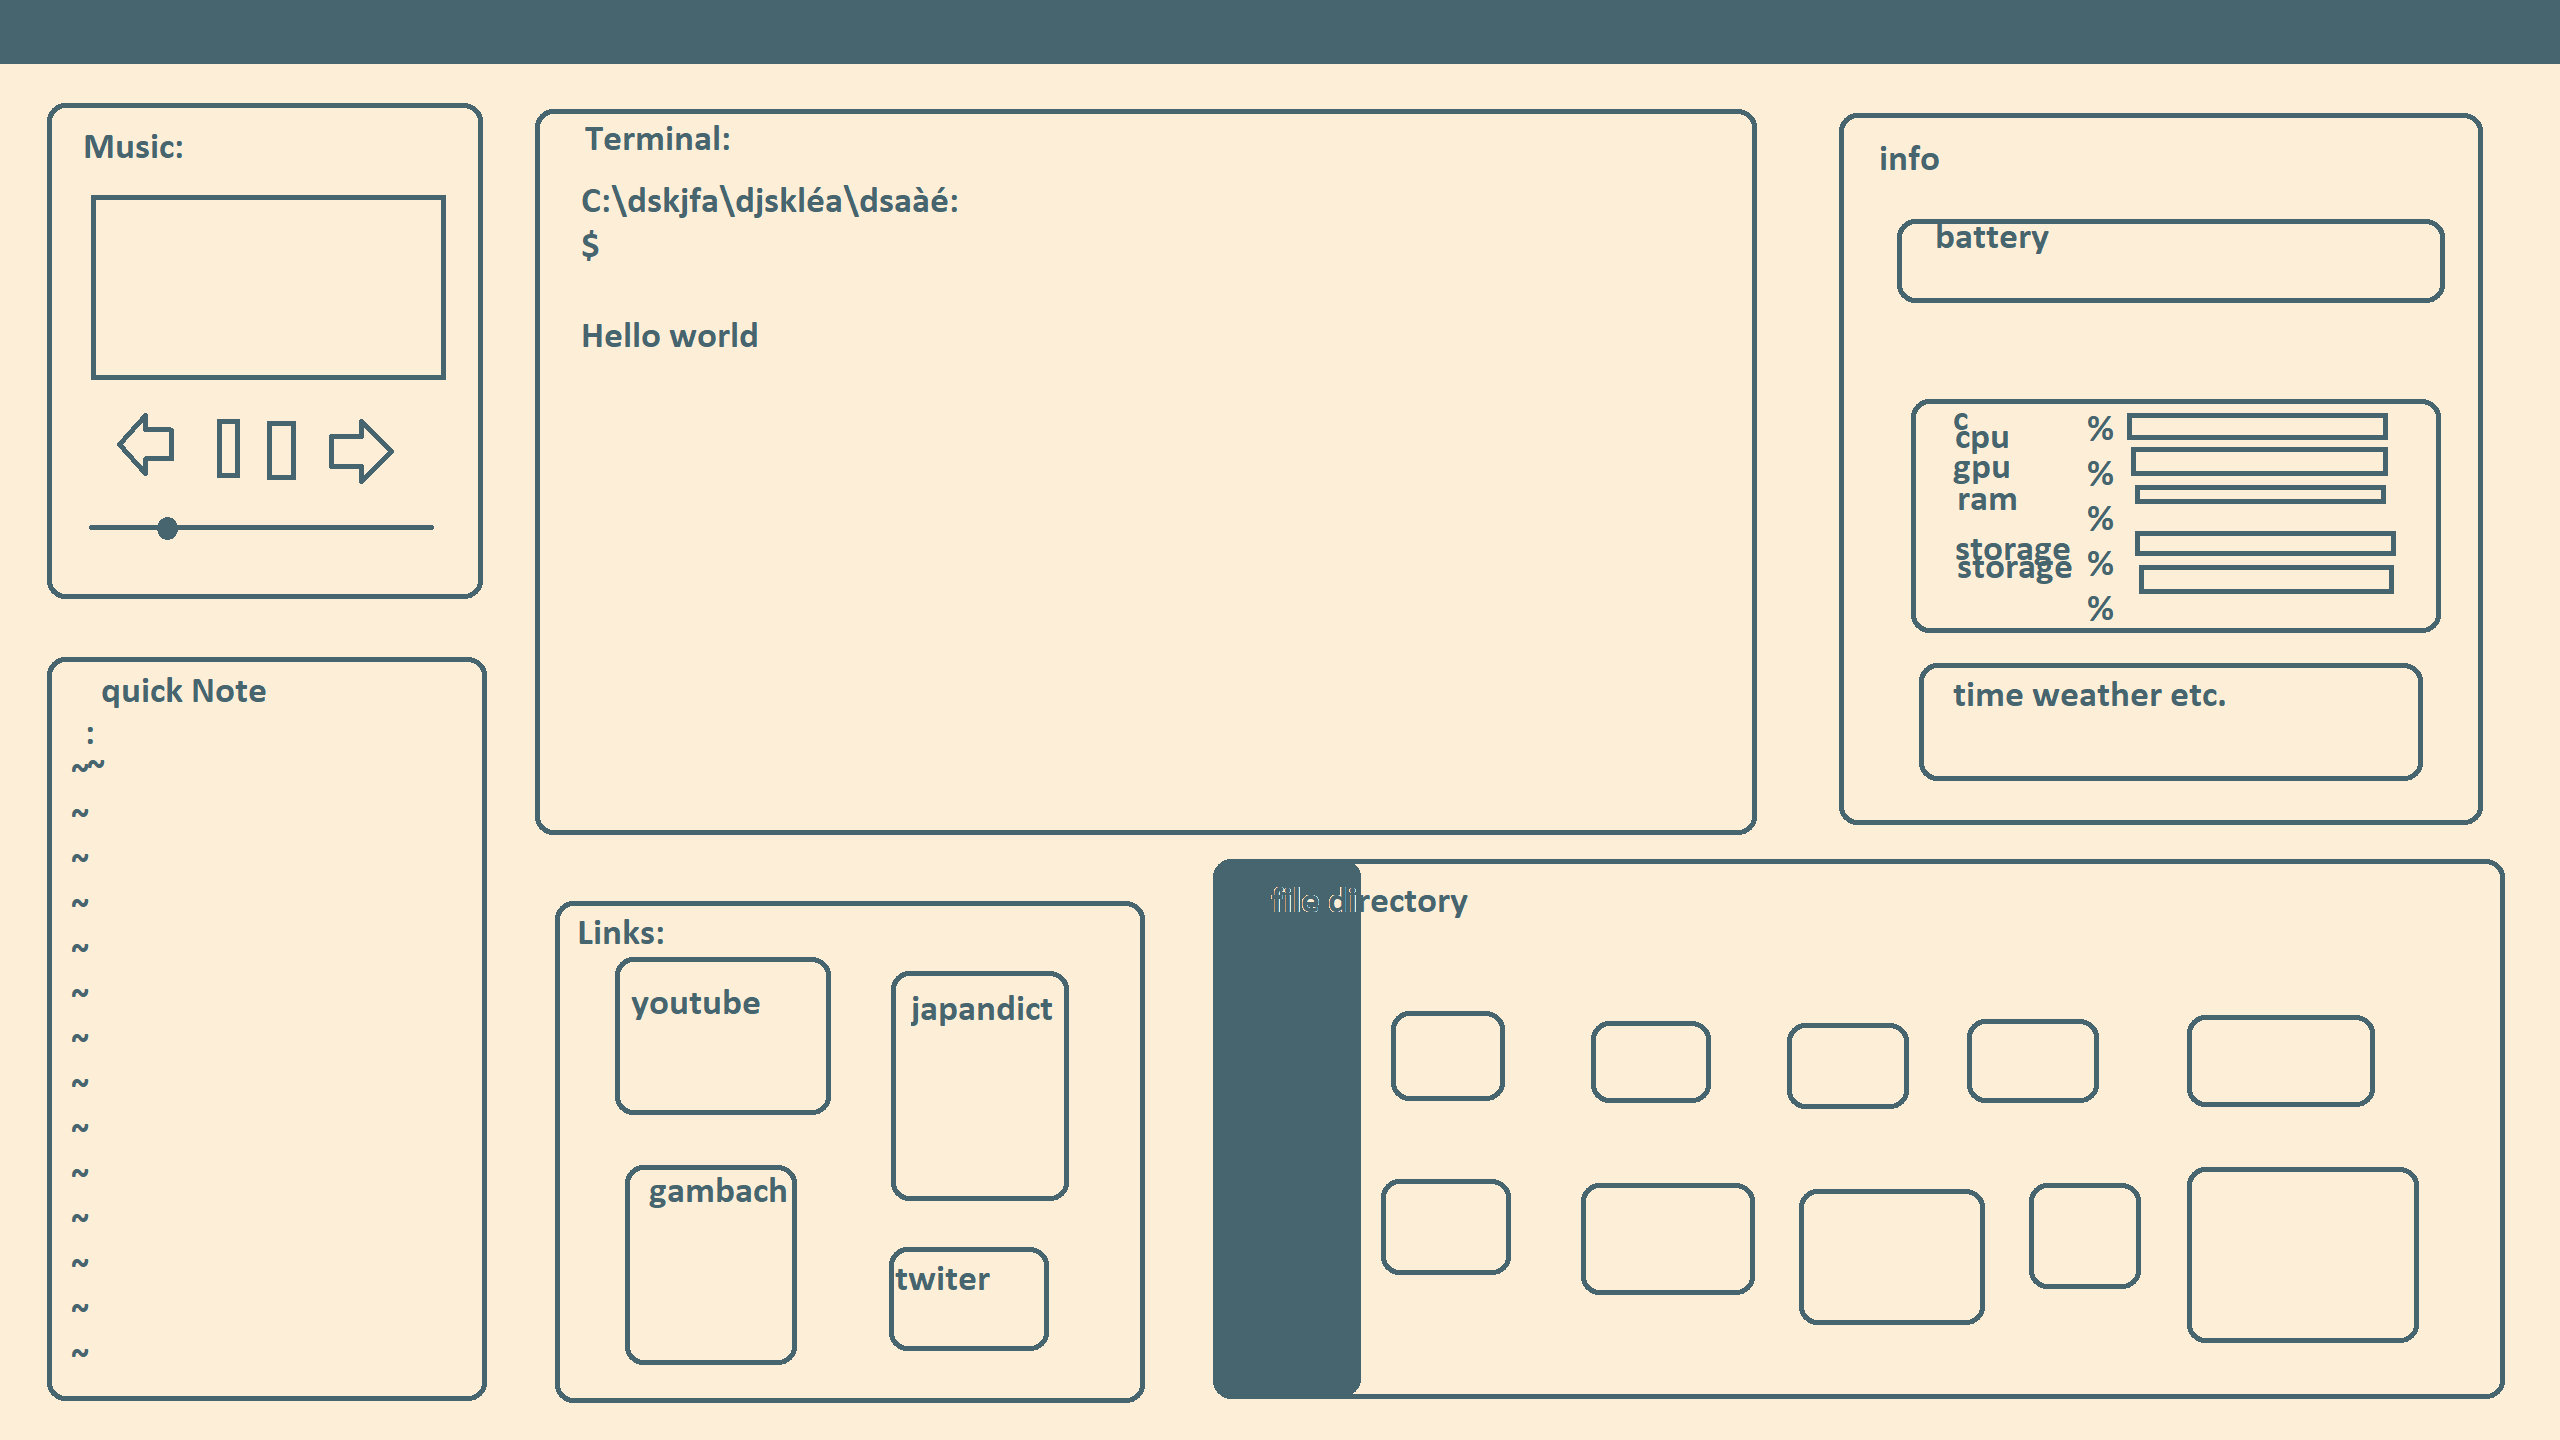 Music:
Terminal:
C:\dskjfa\djskléa\dsaàé:
$
Hello world
info
battery
c
cpu %
gpu %
ram %
storage %
storage %
time weather etc.
quick Note
:
~~
~
~
~
~
~
~
~
~
~
~
~
~
~
Links:
youtube
japandict
gambach
twiter
file directory